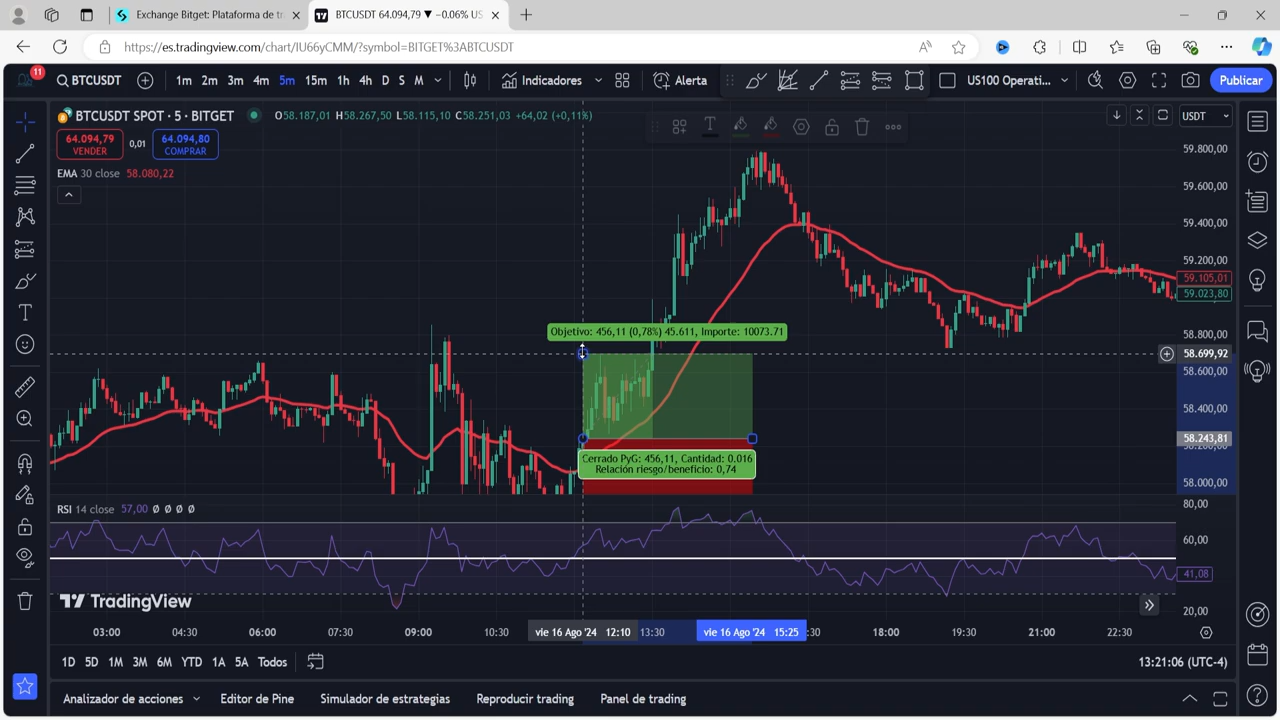 Exchange Bitget: Plataforma de tr
BTCUSDT 64.094,79 ▼ −0.06% US
https://es.tradingview.com/chart/IU66yCMM/?symbol=BITGET%3ABTCUSDT
11
BTCUSDT
1m 2m 3m 4m 5m 15m 1h 4h D S M
Indicadores
Alerta
US100 Operati...
Publicar
BTCUSDT SPOT · 5 · BITGET
O58.187,01 H58.267,50 L58.115,10 C58.251,03 +64,02 (+0,11%)
USDT
64.094,79
VENDER
0,01
64.094,80
COMPRAR
EMA 30 close 58.080,22
59.800,00
59.600,00
59.400,00
59.200,00
59.105,01
59.023,80
58.800,00
58.699,92
58.600,00
58.400,00
58.243,81
58.000,00
Objetivo: 456,11 (0,78%) 45.611, Importe: 10073.71
Cerrado PyG: 456,11, Cantidad: 0.016
Relación riesgo/beneficio: 0,74
RSI 14 close 57,00 Ø Ø Ø Ø
80,00
60,00
41,08
20,00
TradingView
03:00 04:30 06:00 07:30 09:00 10:30 vie 16 Ago '24 12:10 13:30 vie 16 Ago '24 15:25 :30 18:00 19:30 21:00 22:30
1D 5D 1M 3M 6M YTD 1A 5A Todos
13:21:06 (UTC-4)
Analizador de acciones
Editor de Pine
Simulador de estrategias
Reproducir trading
Panel de trading